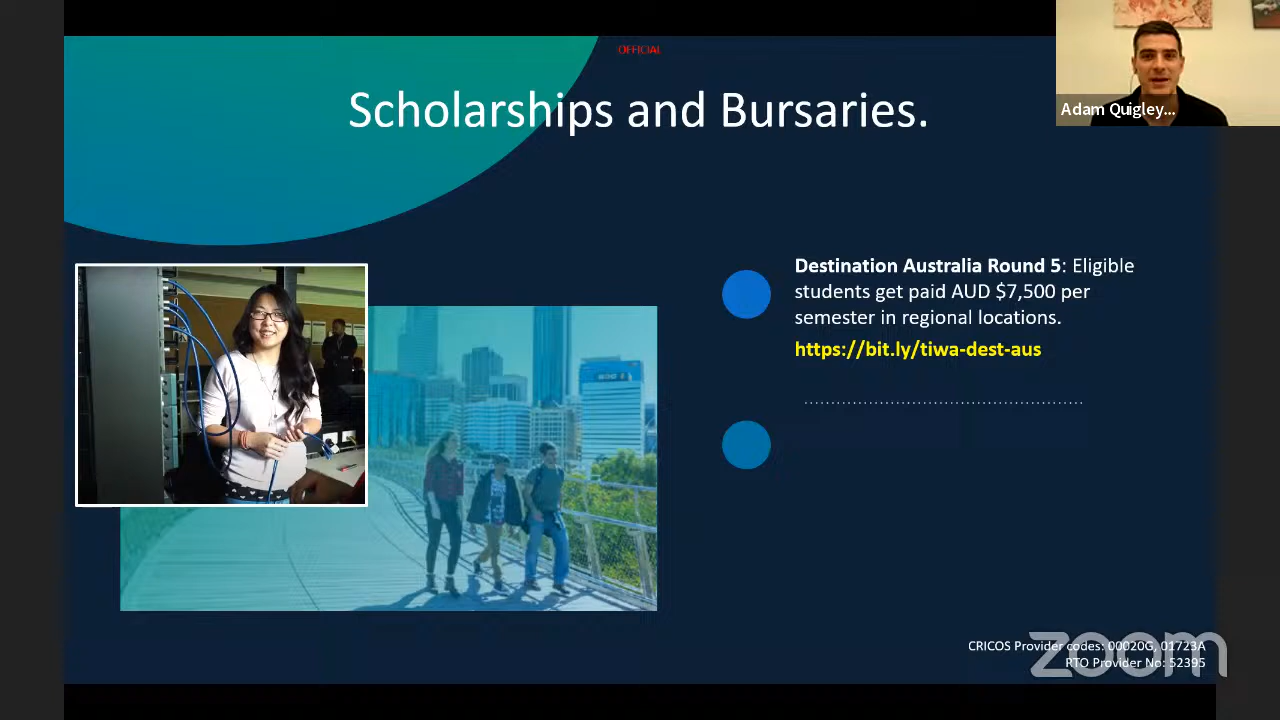 OFFICIAL
Scholarships and Bursaries.
Adam Quigley...
Destination Australia Round 5: Eligible
students get paid AUD $7,500 per
semester in regional locations.
https://bit.ly/tiwa-dest-aus
CRICOS Provider codes: 00020G, 01723A
RTO Provider No: 52395
zoom